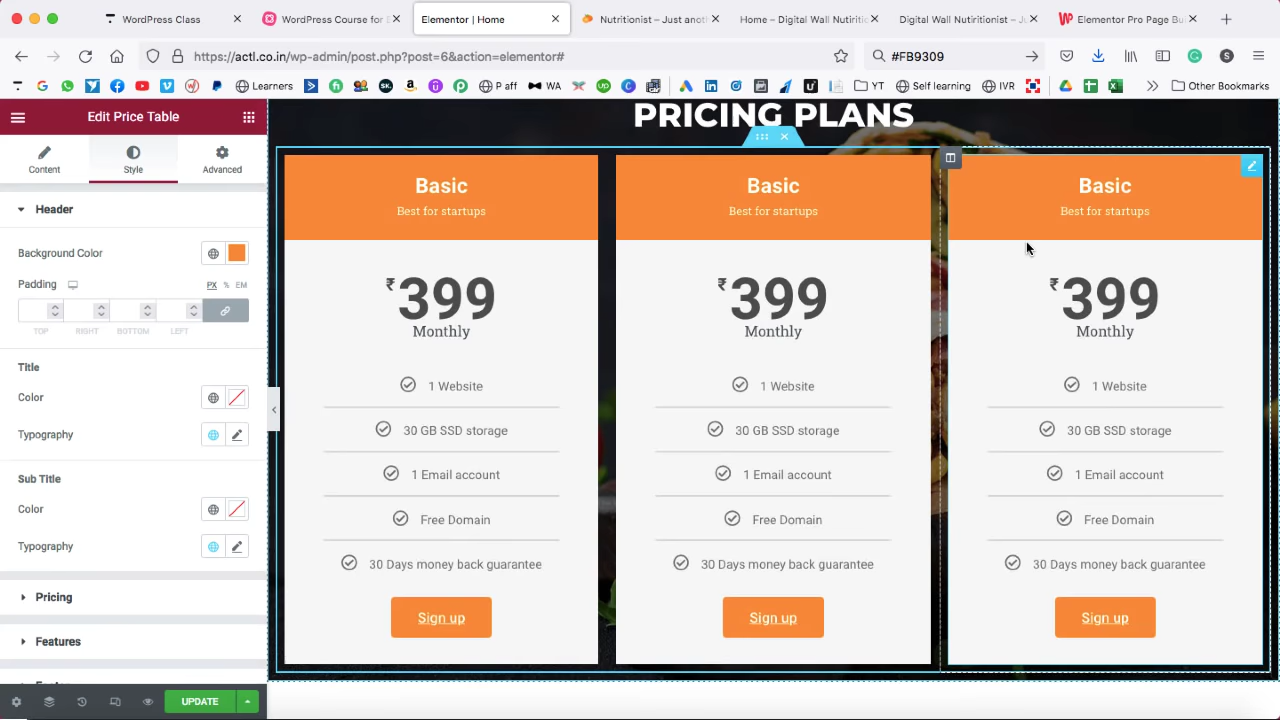 WordPress Class
WordPress Course for E
Elementor | Home
Nutritionist – Just anoth
Home – Digital Wall Nutritic
Digital Wall Nuitritionist – Ju
Elementor Pro Page Bu
https://actl.co.in/wp-admin/post.php?post=6&action=elementor#
#FB9309
Learners
P aff
WA
YT
Self learning
IVR
Other Bookmarks
Edit Price Table
Content
Style
Advanced
Header
Background Color
Padding
PX % EM
TOP RIGHT BOTTOM LEFT
Title
Color
Typography
Sub Title
Color
Typography
Pricing
Features
UPDATE
PRICING PLANS
Basic
Best for startups
₹399
Monthly
1 Website
30 GB SSD storage
1 Email account
Free Domain
30 Days money back guarantee
Sign up
Basic
Best for startups
₹399
Monthly
1 Website
30 GB SSD storage
1 Email account
Free Domain
30 Days money back guarantee
Sign up
Basic
Best for startups
₹399
Monthly
1 Website
30 GB SSD storage
1 Email account
Free Domain
30 Days money back guarantee
Sign up